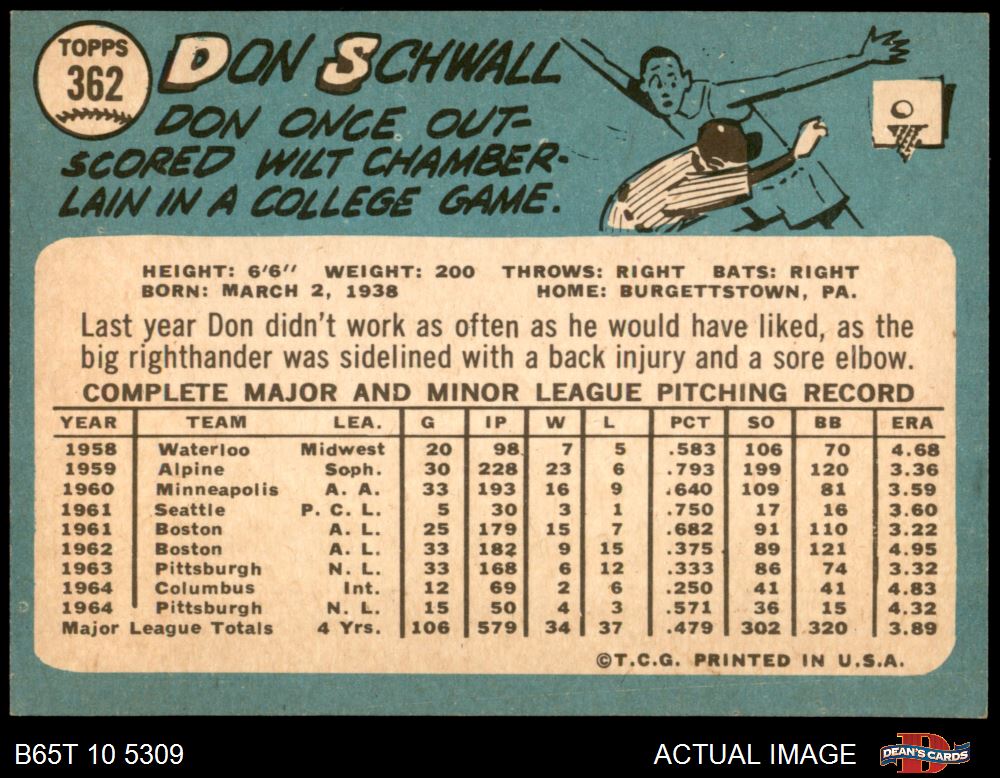 TOPPS
362
DON SCHWALL
DON ONCE OUT-
SCORED WILT CHAMBER-
LAIN IN A COLLEGE GAME.
HEIGHT: 6'6" WEIGHT: 200 THROWS: RIGHT BATS: RIGHT
BORN: MARCH 2, 1938 HOME: BURGETTSTOWN, PA.
Last year Don didn't work as often as he would have liked, as the
big righthander was sidelined with a back injury and a sore elbow.
COMPLETE MAJOR AND MINOR LEAGUE PITCHING RECORD
YEAR TEAM LEA. G IP W L PCT SO BB ERA
1958 Waterloo Midwest 20 98 7 5 .583 106 70 4.68
1959 Alpine Soph. 30 228 23 6 .793 199 120 3.36
1960 Minneapolis A. A. 33 193 16 9 .640 109 81 3.59
1961 Seattle P. C. L. 5 30 3 1 .750 17 16 3.60
1961 Boston A. L. 25 179 15 7 .682 91 110 3.22
1962 Boston A. L. 33 182 9 15 .375 89 121 4.95
1963 Pittsburgh N. L. 33 168 6 12 .333 86 74 3.32
1964 Columbus Int. 12 69 2 6 .250 41 41 4.83
1964 Pittsburgh N. L. 15 50 4 3 .571 36 15 4.32
Major League Totals 4 Yrs. 106 579 34 37 .479 302 320 3.89
©T.C.G. PRINTED IN U.S.A.
B65T 10 5309 ACTUAL IMAGE DEAN'S CARDS